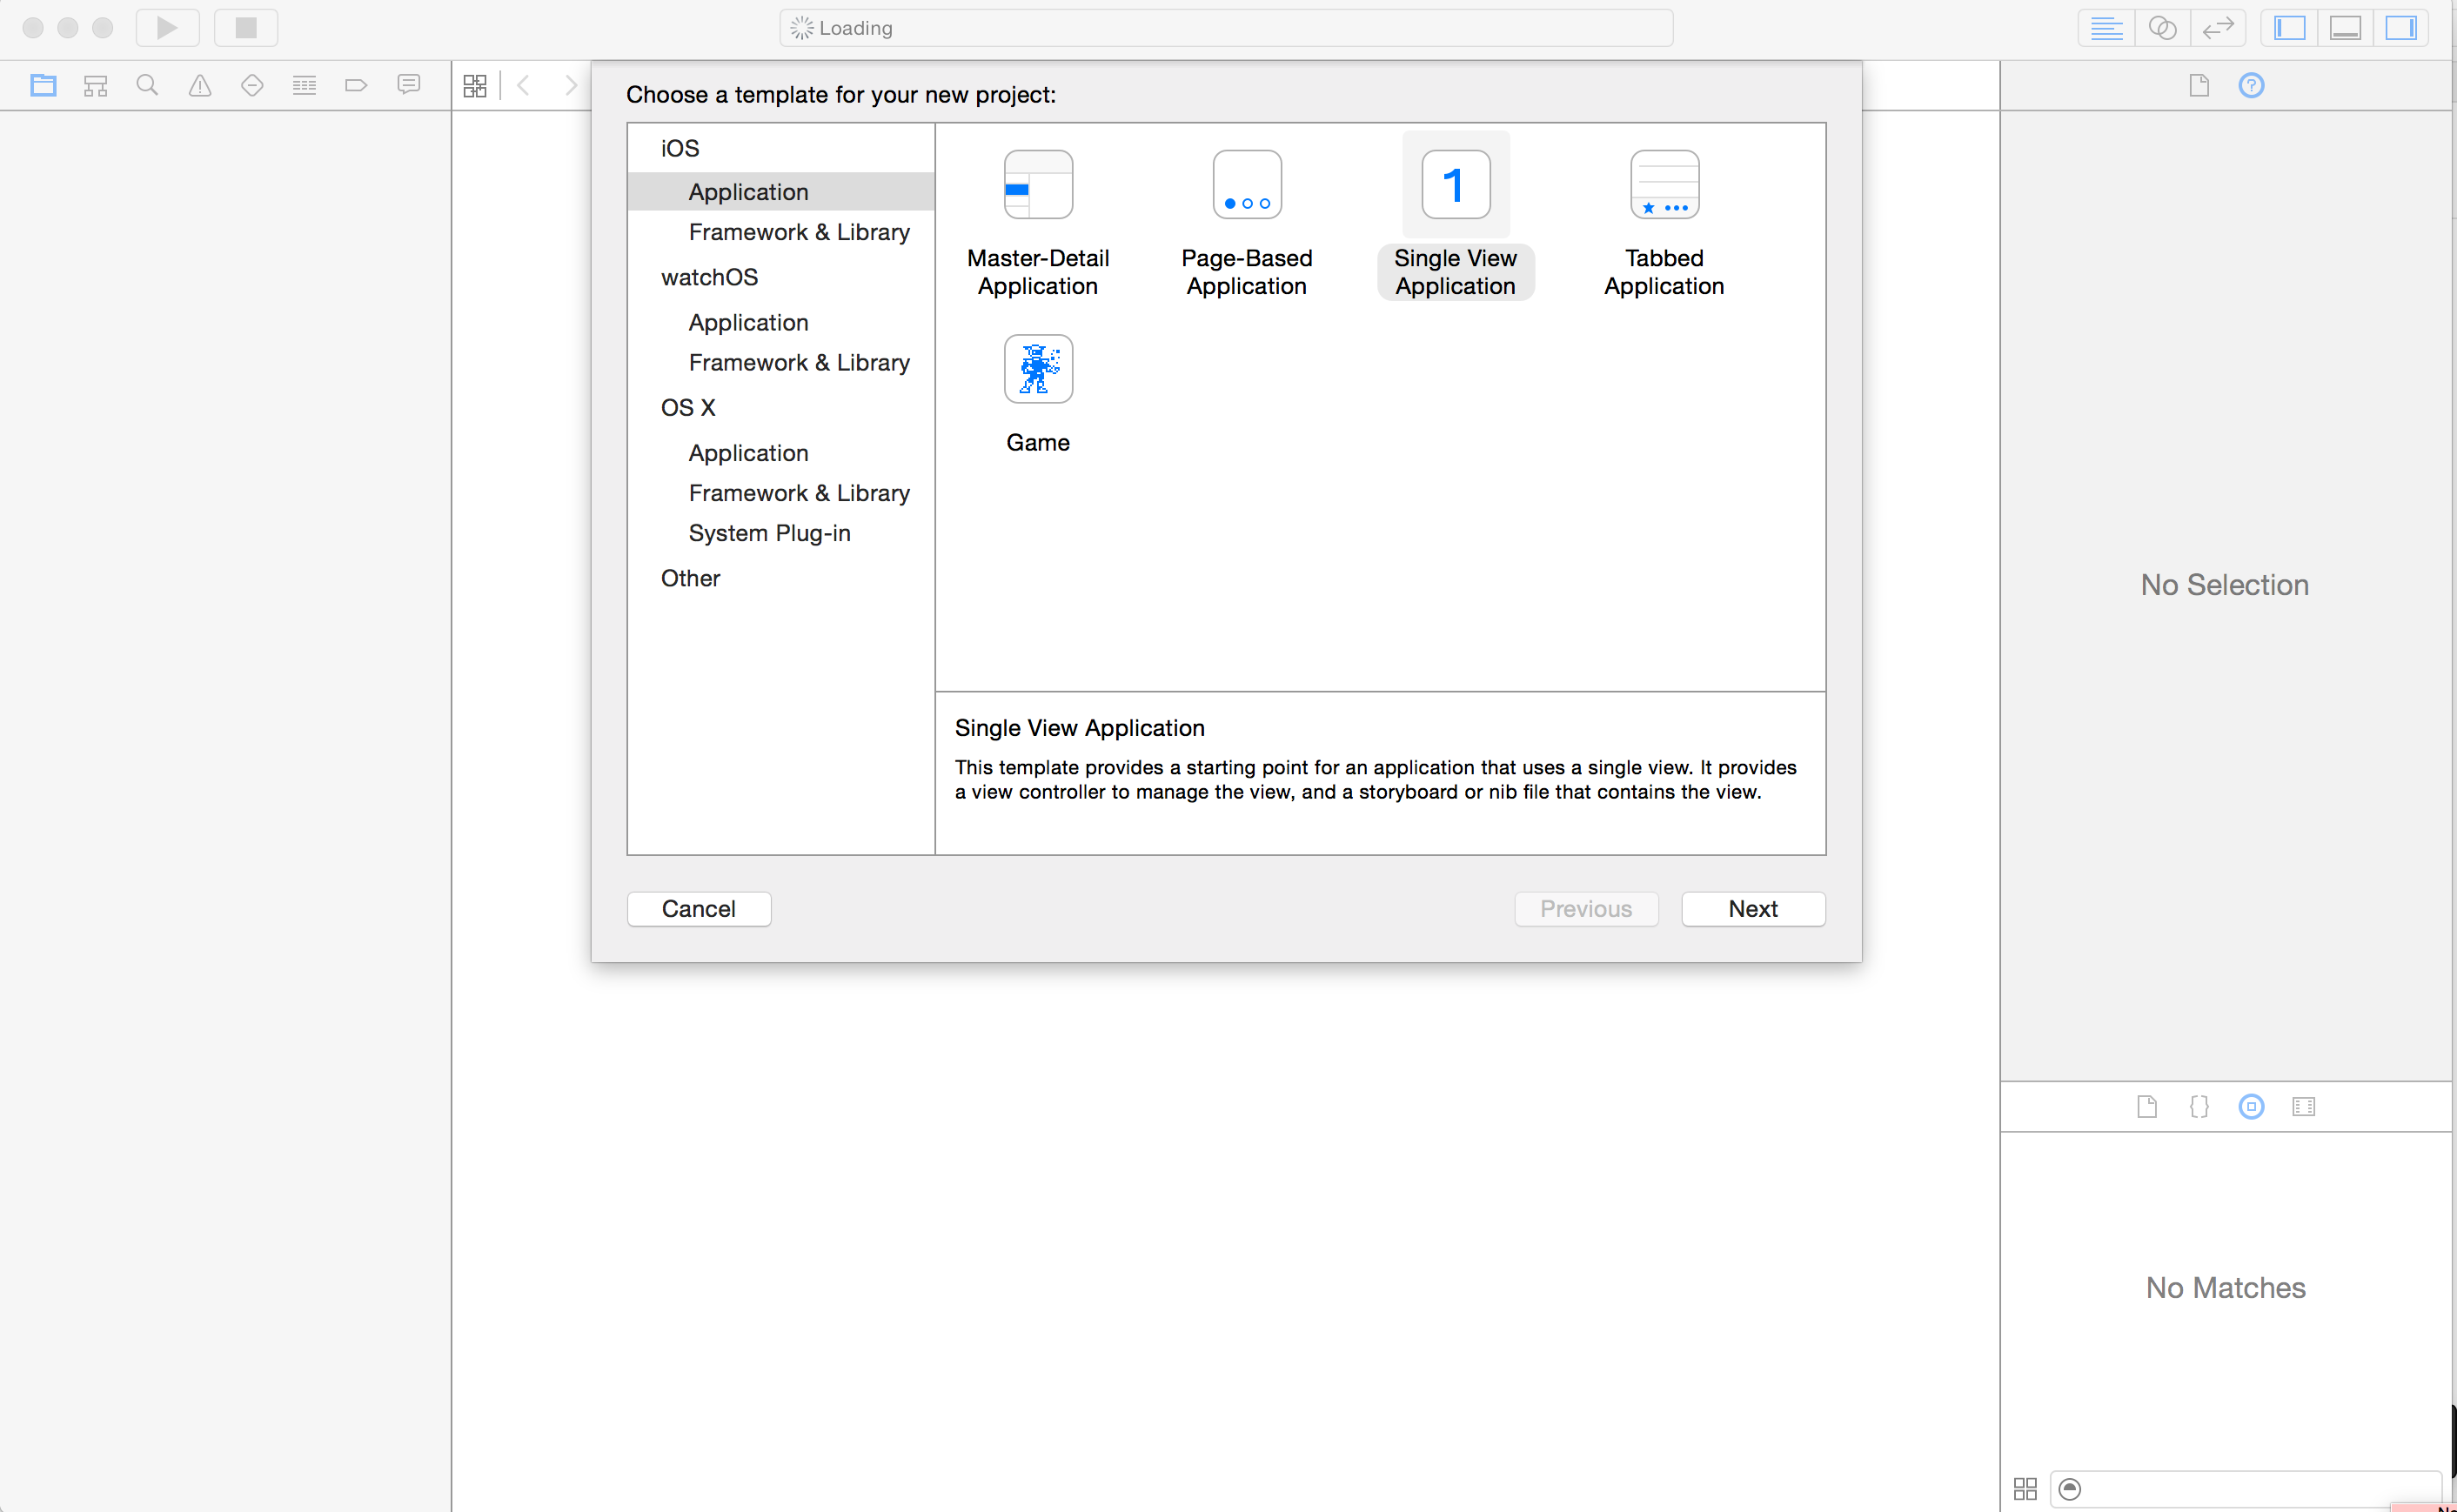 Loading
Choose a template for your new project:
iOS
Application
Framework & Library
watchOS
Application
Framework & Library
OS X
Application
Framework & Library
System Plug-in
Other
Master-Detail
Application
Page-Based
Application
1
Single View
Application
Tabbed
Application
Game
Single View Application
This template provides a starting point for an application that uses a single view. It provides
a view controller to manage the view, and a storyboard or nib file that contains the view.
Cancel
Previous
Next
No Selection
{}
No Matches